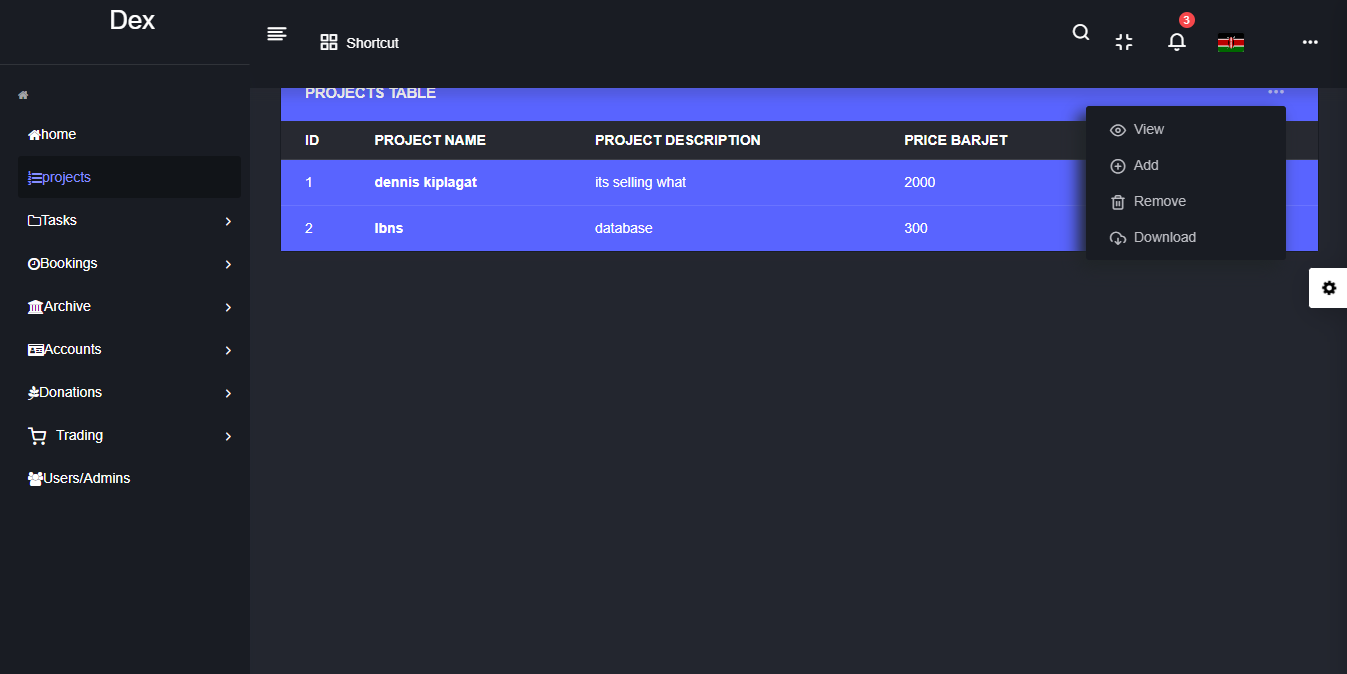 Dex
Shortcut
3
PROJECTS TABLE
ID PROJECT NAME PROJECT DESCRIPTION PRICE BARJET
1 dennis kiplagat its selling what 2000
2 lbns database 300
View
Add
Remove
Download
home
projects
Tasks
Bookings
Archive
Accounts
Donations
Trading
Users/Admins